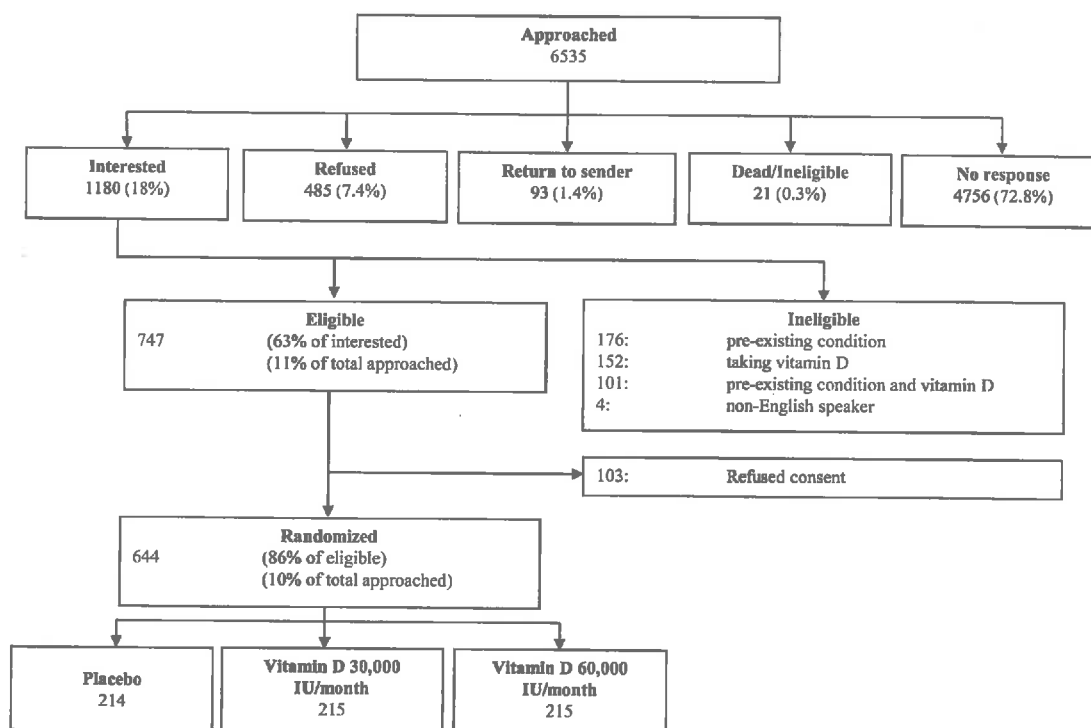 Approached
6535
Interested
1180 (18%)
Refused
485 (7.4%)
Return to sender
93 (1.4%)
Dead/Ineligible
21 (0.3%)
No response
4756 (72.8%)
Eligible
747 (63% of interested)
(11% of total approached)
Ineligible
176: pre-existing condition
152: taking vitamin D
101: pre-existing condition and vitamin D
4: non-English speaker
103: Refused consent
Randomized
644 (86% of eligible)
(10% of total approached)
Placebo
214
Vitamin D 30,000
IU/month
215
Vitamin D 60,000
IU/month
215